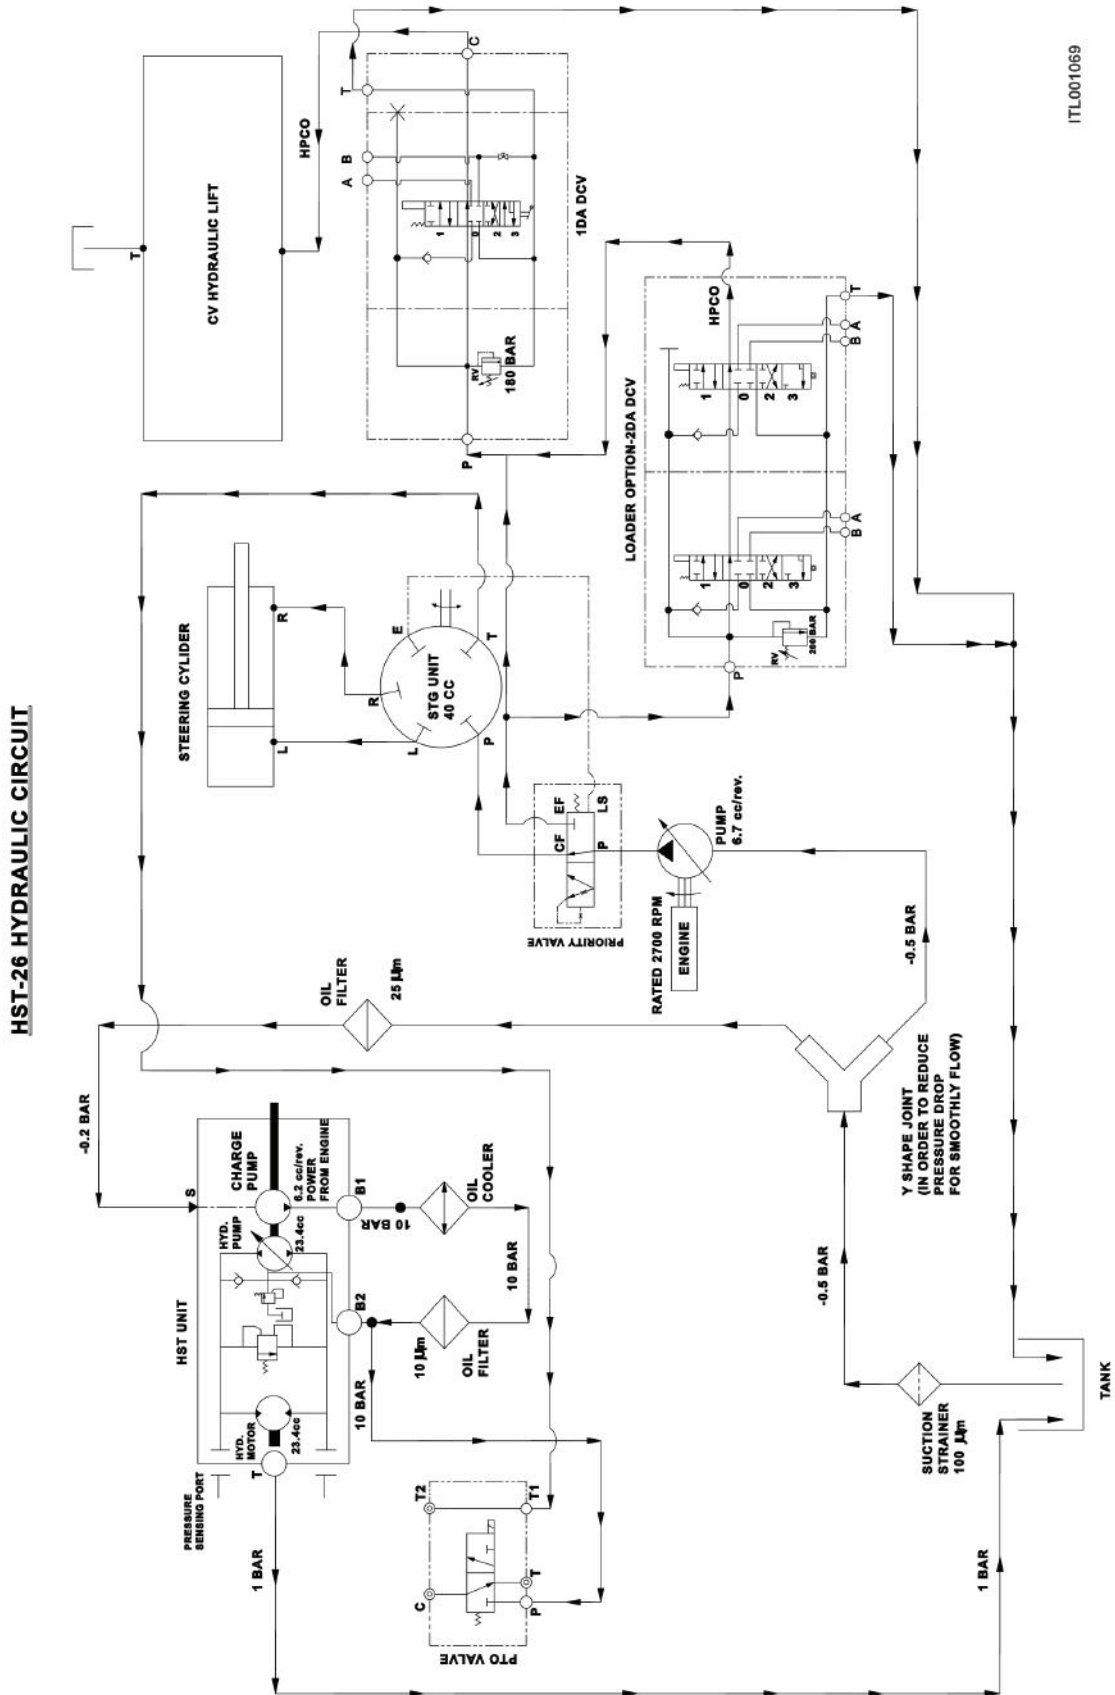 HST-26 HYDRAULIC CIRCUIT
ITL001069
CV HYDRAULIC LIFT
T
HPCO
C
T
B
A
1
0
2
3
1DA DCV
RV
180 BAR
P
STEERING CYLIDER
R
L
R
E
STG UNIT
40 CC
L
T
P
LOADER OPTION-2DA DCV
HPCO
T
A
B
1
0
2
3
A
B
1
0
2
3
RV
200 BAR
P
EF
LS
CF
P
PRIORITY VALVE
PUMP
6.7 cc/rev.
RATED 2700 RPM
ENGINE
-0.5 BAR
OIL
FILTER
25 µm
-0.2 BAR
Y SHAPE JOINT
(IN ORDER TO REDUCE
PRESSURE DROP
FOR SMOOTHLY FLOW)
-0.5 BAR
HST UNIT
S
CHARGE
PUMP
6.2 cc/rev.
POWER
FROM ENGINE
HYD.
PUMP
23.4cc
B1
10 BAR
OIL
COOLER
10 BAR
B2
10 µm
OIL
FILTER
10 BAR
HYD.
MOTOR
23.4cc
T
PRESSURE
SENSING PORT
1 BAR
T2
T1
C
T
P
PTO VALVE
SUCTION
STRAINER
100 µm
TANK
1 BAR